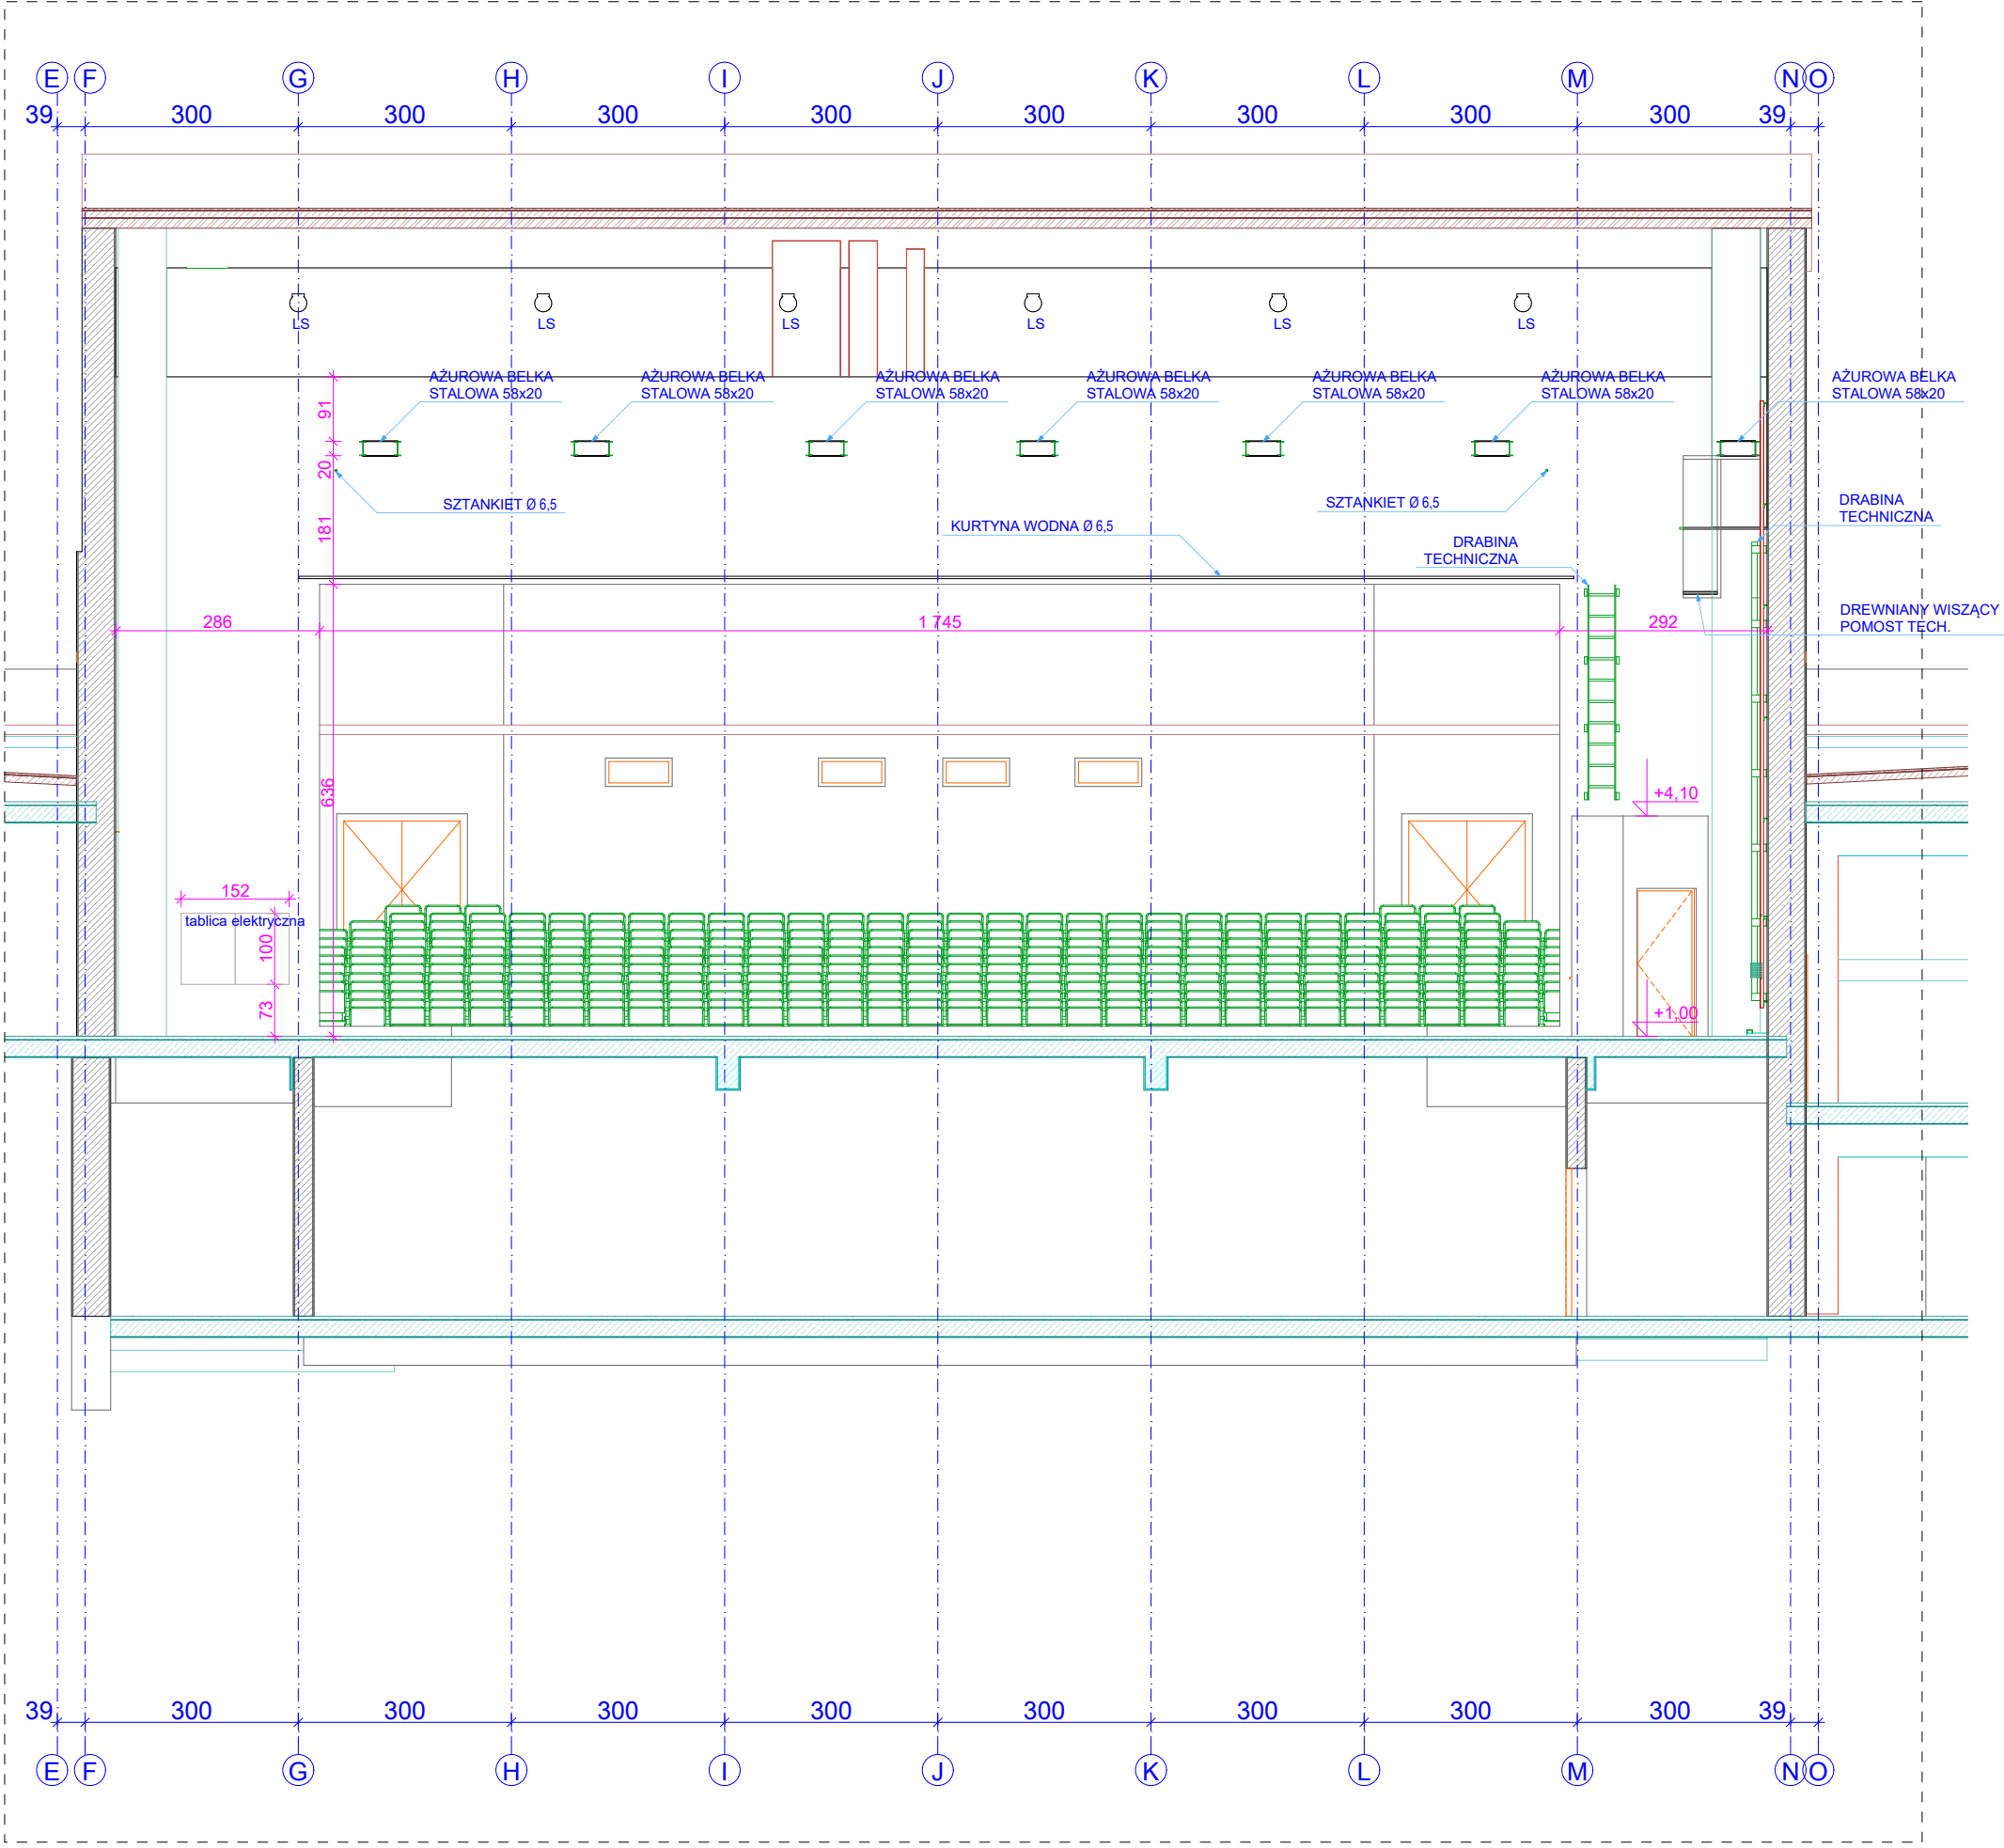 E F G H I J K L M N O
39 300 300 300 300 300 300 300 300 39
LS LS LS LS LS LS
AŻUROWA BELKA
STALOWA 58x20
AŻUROWA BELKA
STALOWA 58x20
AŻUROWA BELKA
STALOWA 58x20
AŻUROWA BELKA
STALOWA 58x20
AŻUROWA BELKA
STALOWA 58x20
AŻUROWA BELKA
STALOWA 58x20
AŻUROWA BELKA
STALOWA 58x20
91
20
181
SZTANKIET Ø 6,5
SZTANKIET Ø 6,5
DRABINA
TECHNICZNA
KURTYNA WODNA Ø 6,5
DRABINA
TECHNICZNA
DREWNIANY WISZĄCY
POMOST TECH.
286 1 745 292
636
+4,10
152
tablica elektryczna
100
73
+1,00
39 300 300 300 300 300 300 300 300 39
E F G H I J K L M N O